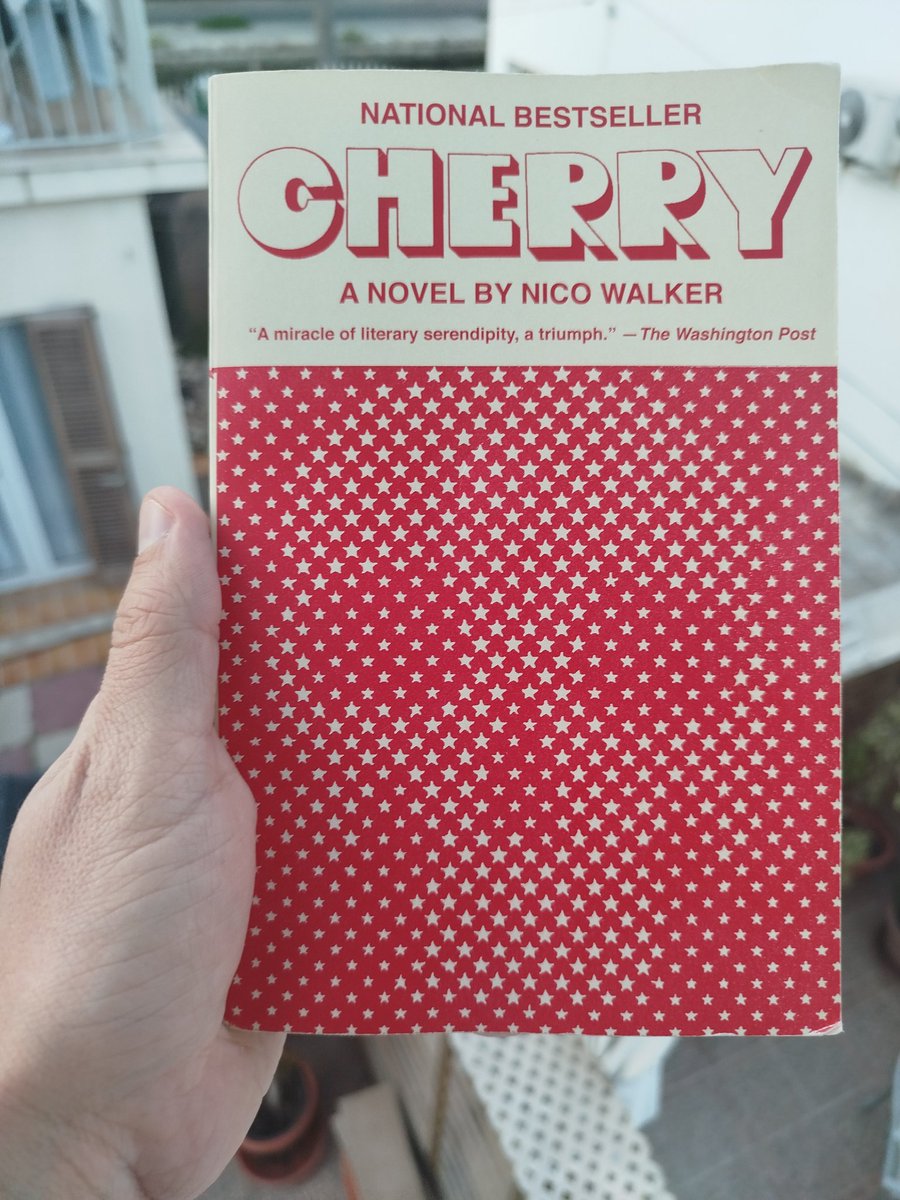 NATIONAL BESTSELLER
CHERRY
A NOVEL BY NICO WALKER
“A miracle of literary serendipity, a triumph.” —The Washington Post